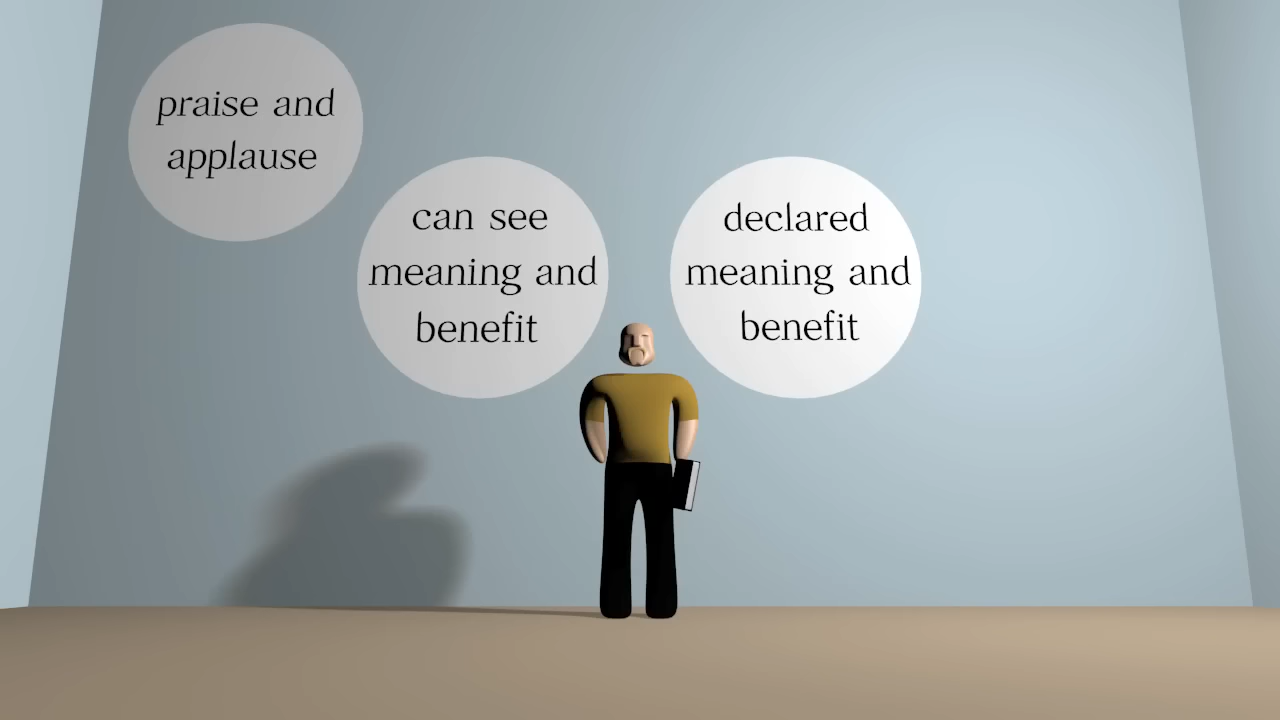 praise and
applause
can see
meaning and
benefit
declared
meaning and
benefit